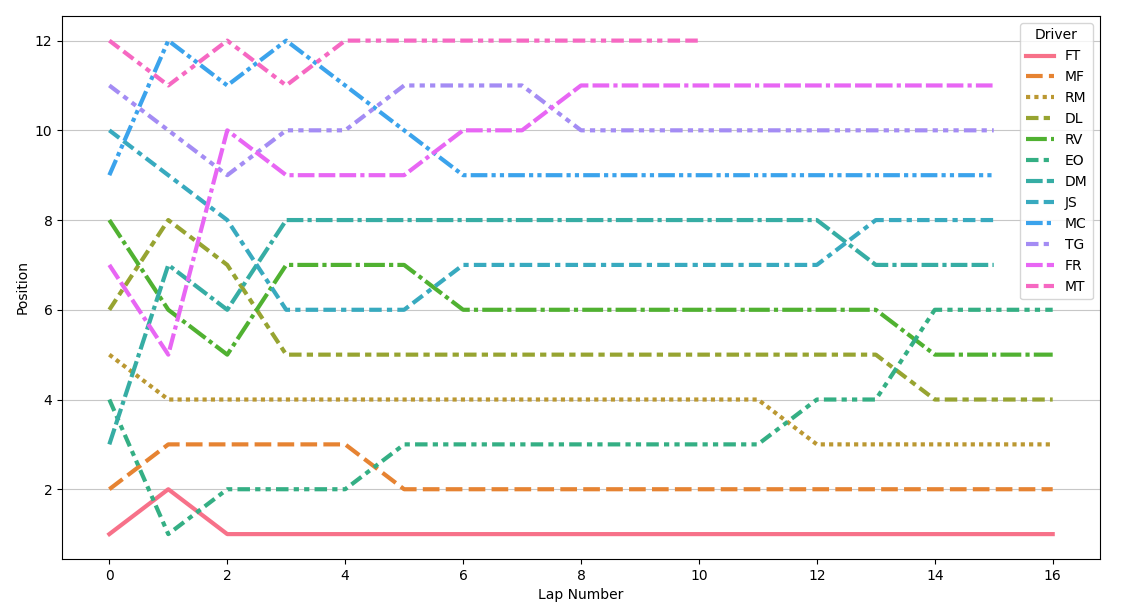 12
10
8
6
4
2
Position
0 2 4 6 8 10 12 14 16
Lap Number
Driver
FT
MF
RM
DL
RV
EO
DM
JS
MC
TG
FR
MT